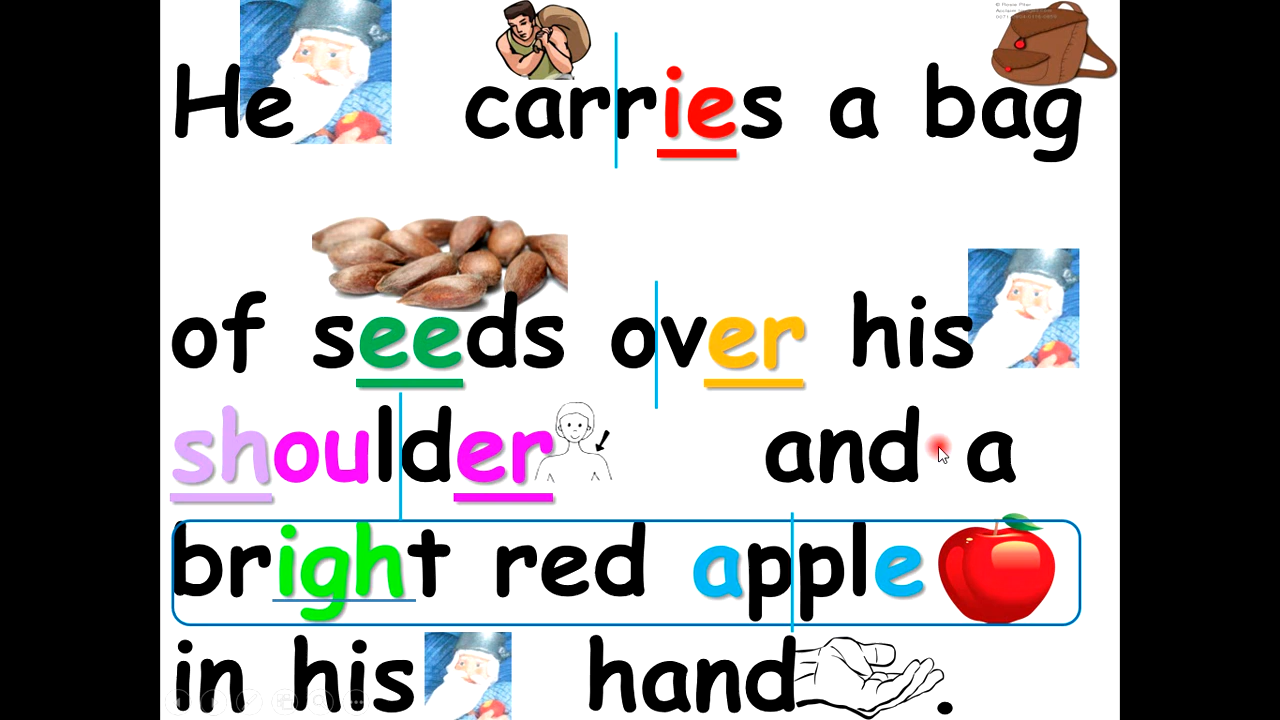 He carries a bag
of seeds over his
shoulder and a
bright red apple
in his hand.